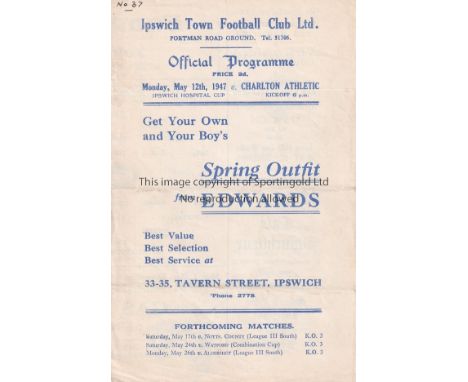 No 37
Ipswich Town Football Club Ltd.
PORTMAN ROAD GROUND. Tel. 51306.
Official Programme
PRICE 2d.
Monday, May 12th, 1947 v. CHARLTON ATHLETIC
IPSWICH HOSPITAL CUP KICK-OFF 6 p.m.
Get Your Own
and Your Boy's
Spring Outfit
This image copyright of Sportingold Ltd
from EDWARDS
No reproduction allowed
Best Value
Best Selection
Best Service at
33-35, TAVERN STREET, IPSWICH
'Phone 2778
FORTHCOMING MATCHES.
Saturday, May 17th v. NOTTS. COUNTY (League III South) K.O. 3
Saturday, May 24th v. WATFORD (Combination Cup) K.O. 3
Monday, May 26th v. ALDERSHOT (League III South) K.O. 3